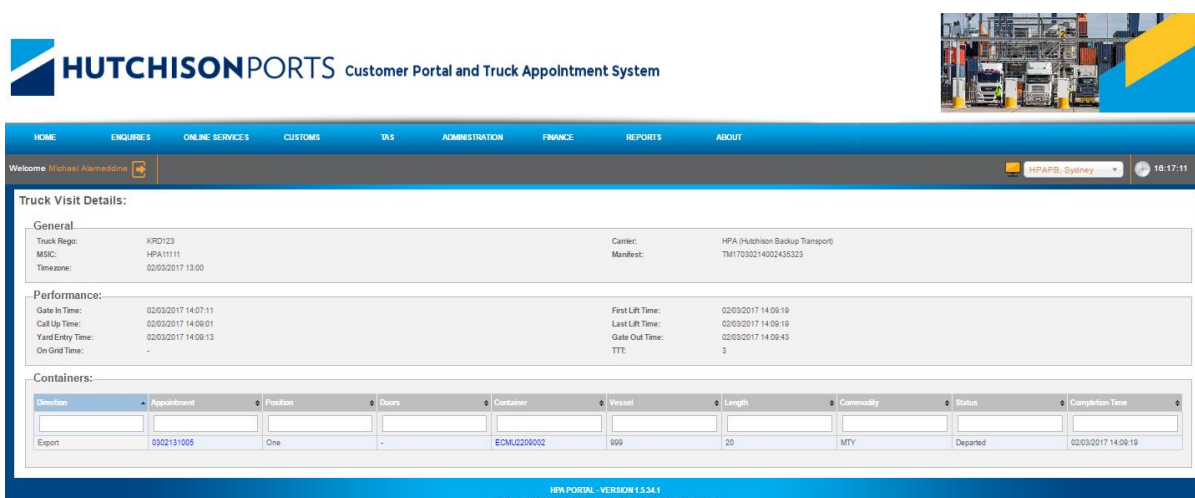 HUTCHISONPORTS Customer Portal and Truck Appointment System
HOME ENQUIRIES ONLINE SERVICES CUSTOMS TAS ADMINISTRATION FINANCE REPORTS ABOUT
Welcome Michael Alameddine HPAPB, Sydney 16:17:11
Truck Visit Details:
General
Truck Rego: KRD123 Carrier: HPA (Hutchison Backup Transport)
MSIC: HPA11111 Manifest: TM17030214002435323
Timezone: 02/03/2017 13:00
Performance:
Gate In Time: 02/03/2017 14:07:11 First Lift Time: 02/03/2017 14:09:19
Call Up Time: 02/03/2017 14:09:01 Last Lift Time: 02/03/2017 14:09:19
Yard Entry Time: 02/03/2017 14:09:13 Gate Out Time: 02/03/2017 14:09:43
On Grid Time: - TTT: 3
Containers:
Direction Appointment Position Doors Container Vessel Length Commodity Status Completion Time
Export 0302131005 One - ECMU2209002 999 20 MTY Departed 02/03/2017 14:09:19
HPA PORTAL - VERSION 1.5.34.1